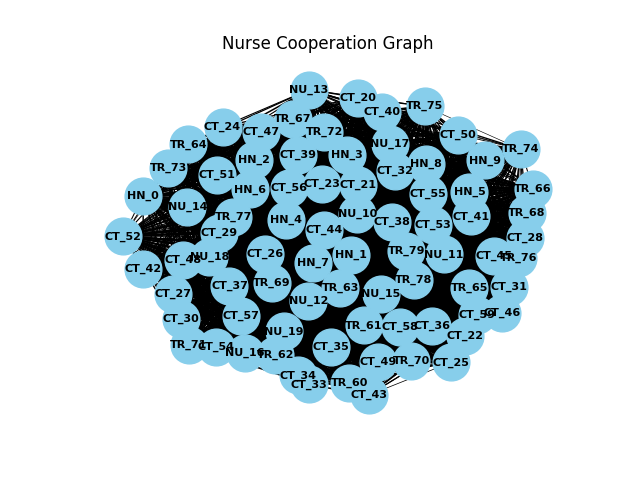 Nurse Cooperation Graph
NU_13
CT_20
TR_75
CT_40
TR_67
CT_24
CT_47
TR_72
CT_50
TR_64
NU_17
TR_74
CT_39
HN_3
HN_2
HN_9
HN_8
TR_73
CT_32
CT_51
CT_23
CT_21
CT_56
HN_6
TR_66
HN_5
CT_55
HN_0
NU_14
TR_68
NU_10
TR_77
CT_41
HN_4
CT_38
CT_53
CT_44
CT_29
CT_52
CT_28
TR_79
CT_26
HN_1
NU_11
CT_45
NU_18
TR_76
CT_48
HN_7
CT_42
TR_78
TR_69
CT_37
TR_63
TR_65
CT_31
CT_27
NU_15
NU_12
CT_46
CT_59
CT_57
CT_30
TR_61
CT_58
CT_36
NU_19
CT_22
CT_54
CT_35
NU_16
TR_62
CT_49
TR_70
CT_25
CT_34
CT_33
TR_60
CT_43